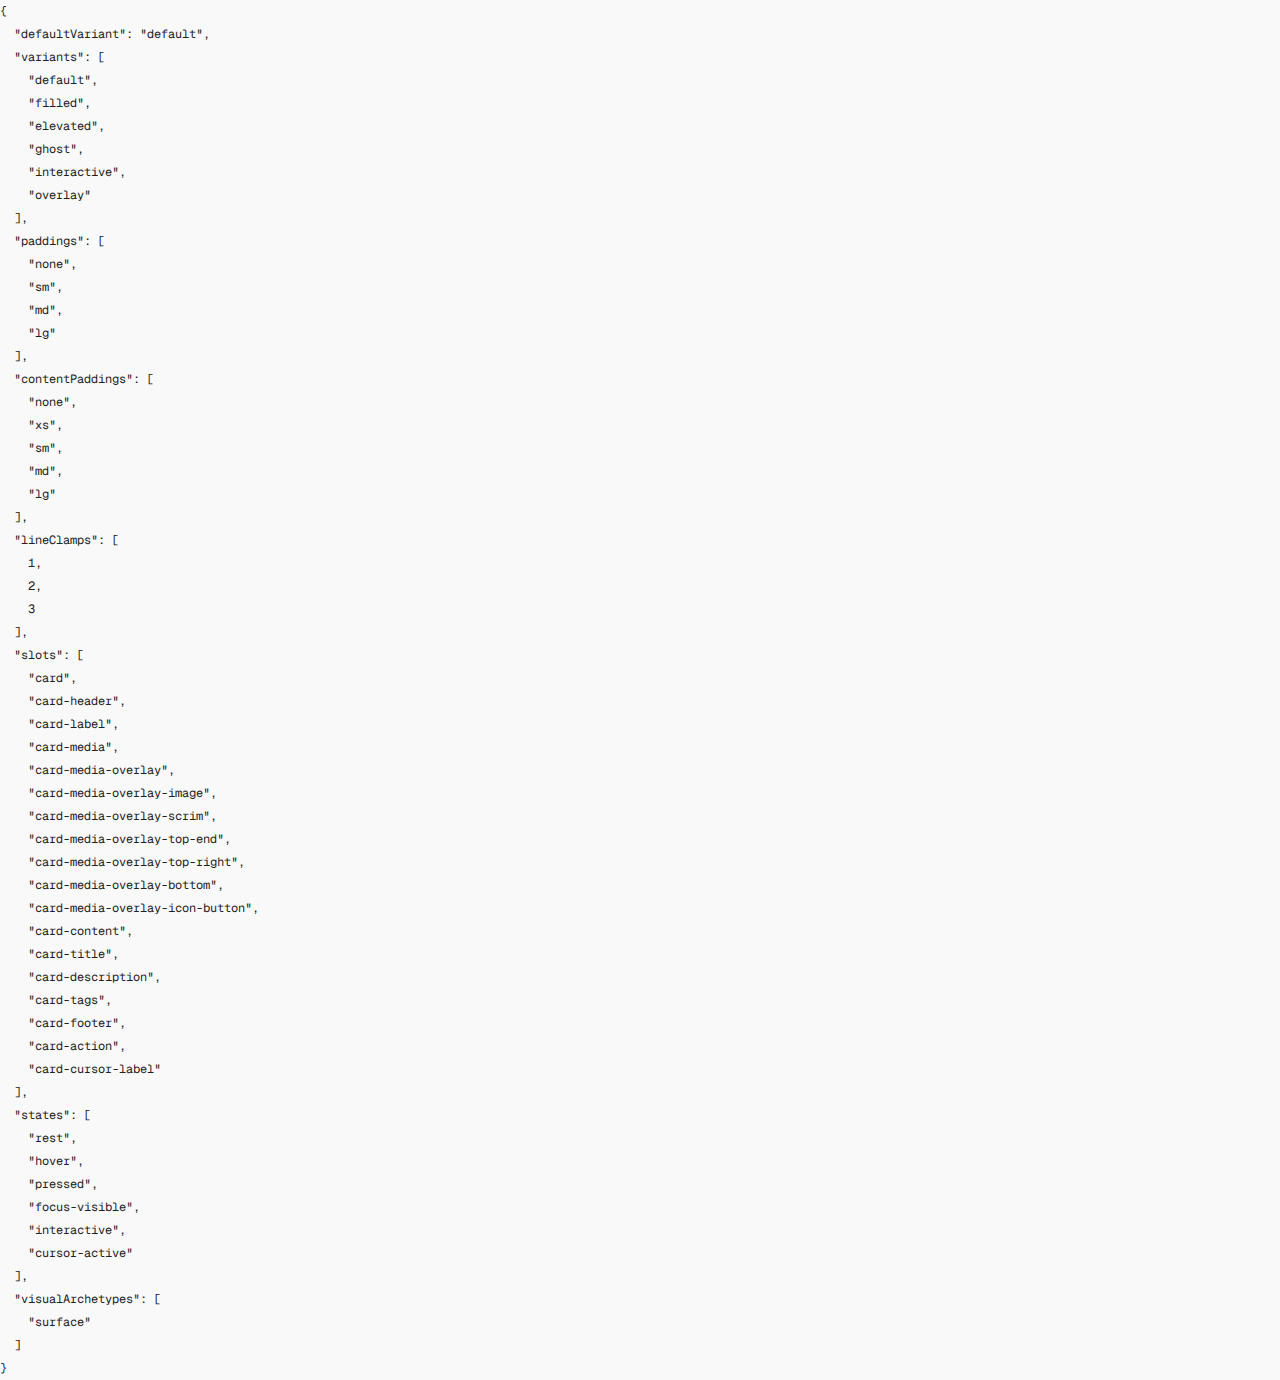 {
"defaultVariant": "default",
"variants": [
"default",
"filled",
"elevated",
"ghost",
"interactive",
"overlay"
],
"paddings": [
"none",
"sm",
"md",
"lg"
],
"contentPaddings": [
"none",
"xs",
"sm",
"md",
"lg"
],
"lineClamps": [
1,
2,
3
],
"slots": [
"card",
"card-header",
"card-label",
"card-media",
"card-media-overlay",
"card-media-overlay-image",
"card-media-overlay-scrim",
"card-media-overlay-top-end",
"card-media-overlay-top-right",
"card-media-overlay-bottom",
"card-media-overlay-icon-button",
"card-content",
"card-title",
"card-description",
"card-tags",
"card-footer",
"card-action",
"card-cursor-label"
],
"states": [
"rest",
"hover",
"pressed",
"focus-visible",
"interactive",
"cursor-active"
],
"visualArchetypes": [
"surface"
]
}